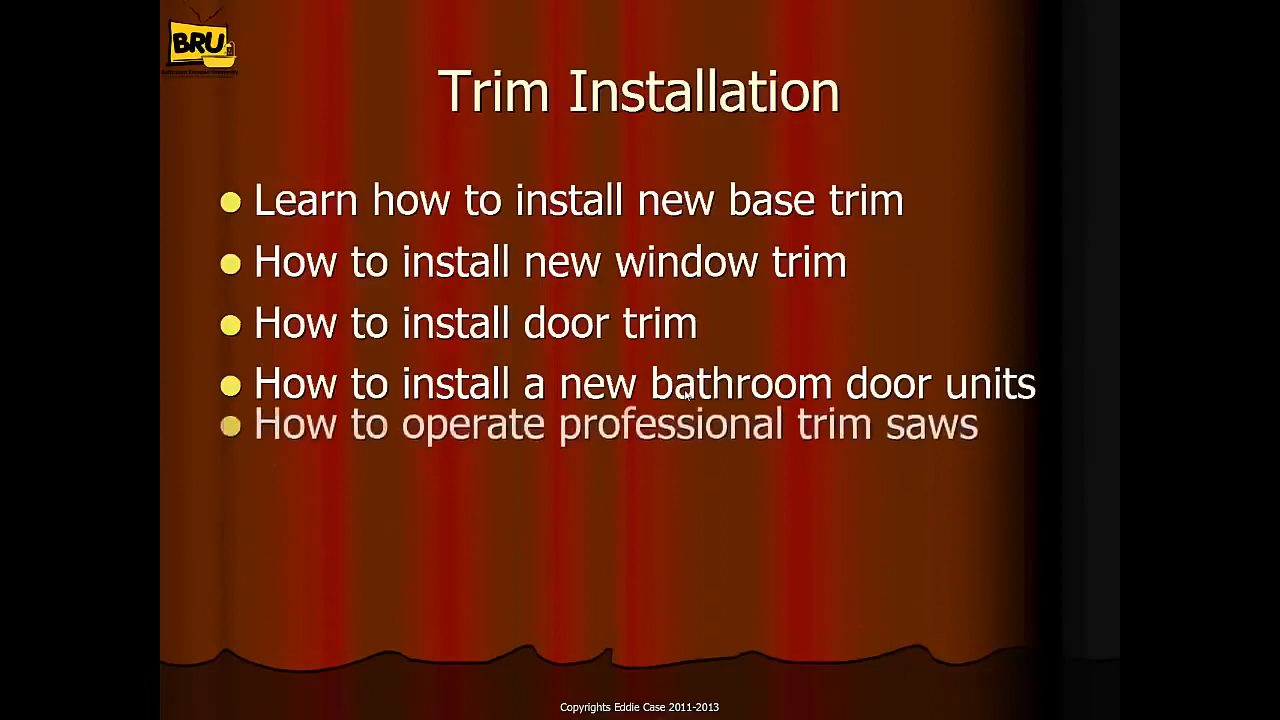 BRU
Trim Installation
Learn how to install new base trim
How to install new window trim
How to install door trim
How to install a new bathroom door units
How to operate professional trim saws
Copyrights Eddie Case 2011-2013